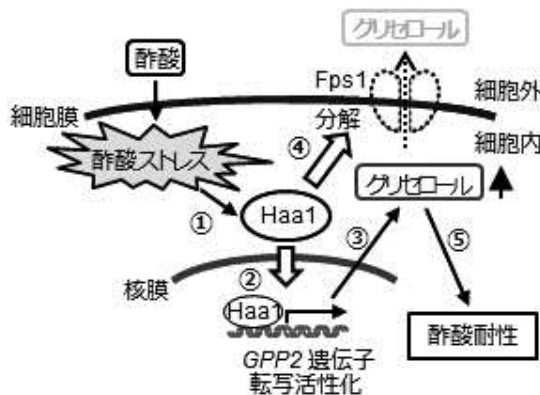 グリセロール
酢酸
Fps1
細胞外
細胞膜
分解
細胞内
酢酸ストレス
④
グリセロール
①
Haa1
③
⑤
②
核膜
Haa1
酢酸耐性
GPP2 遺伝子
転写活性化